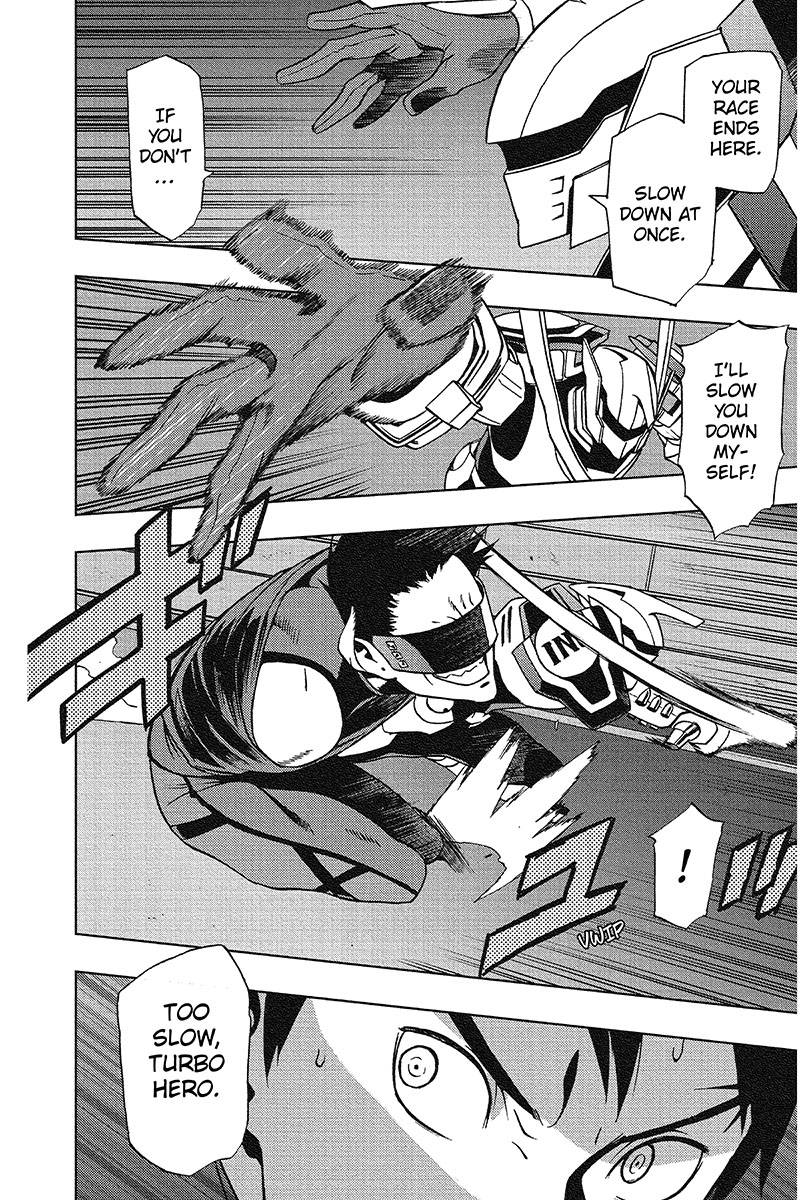 YOUR
RACE
ENDS
HERE.
SLOW
DOWN AT
ONCE.
IF
YOU
DON'T
...
I'LL
SLOW
YOU
DOWN
MY-
SELF!
IM
!
VWIP
TOO
SLOW,
TURBO
HERO.